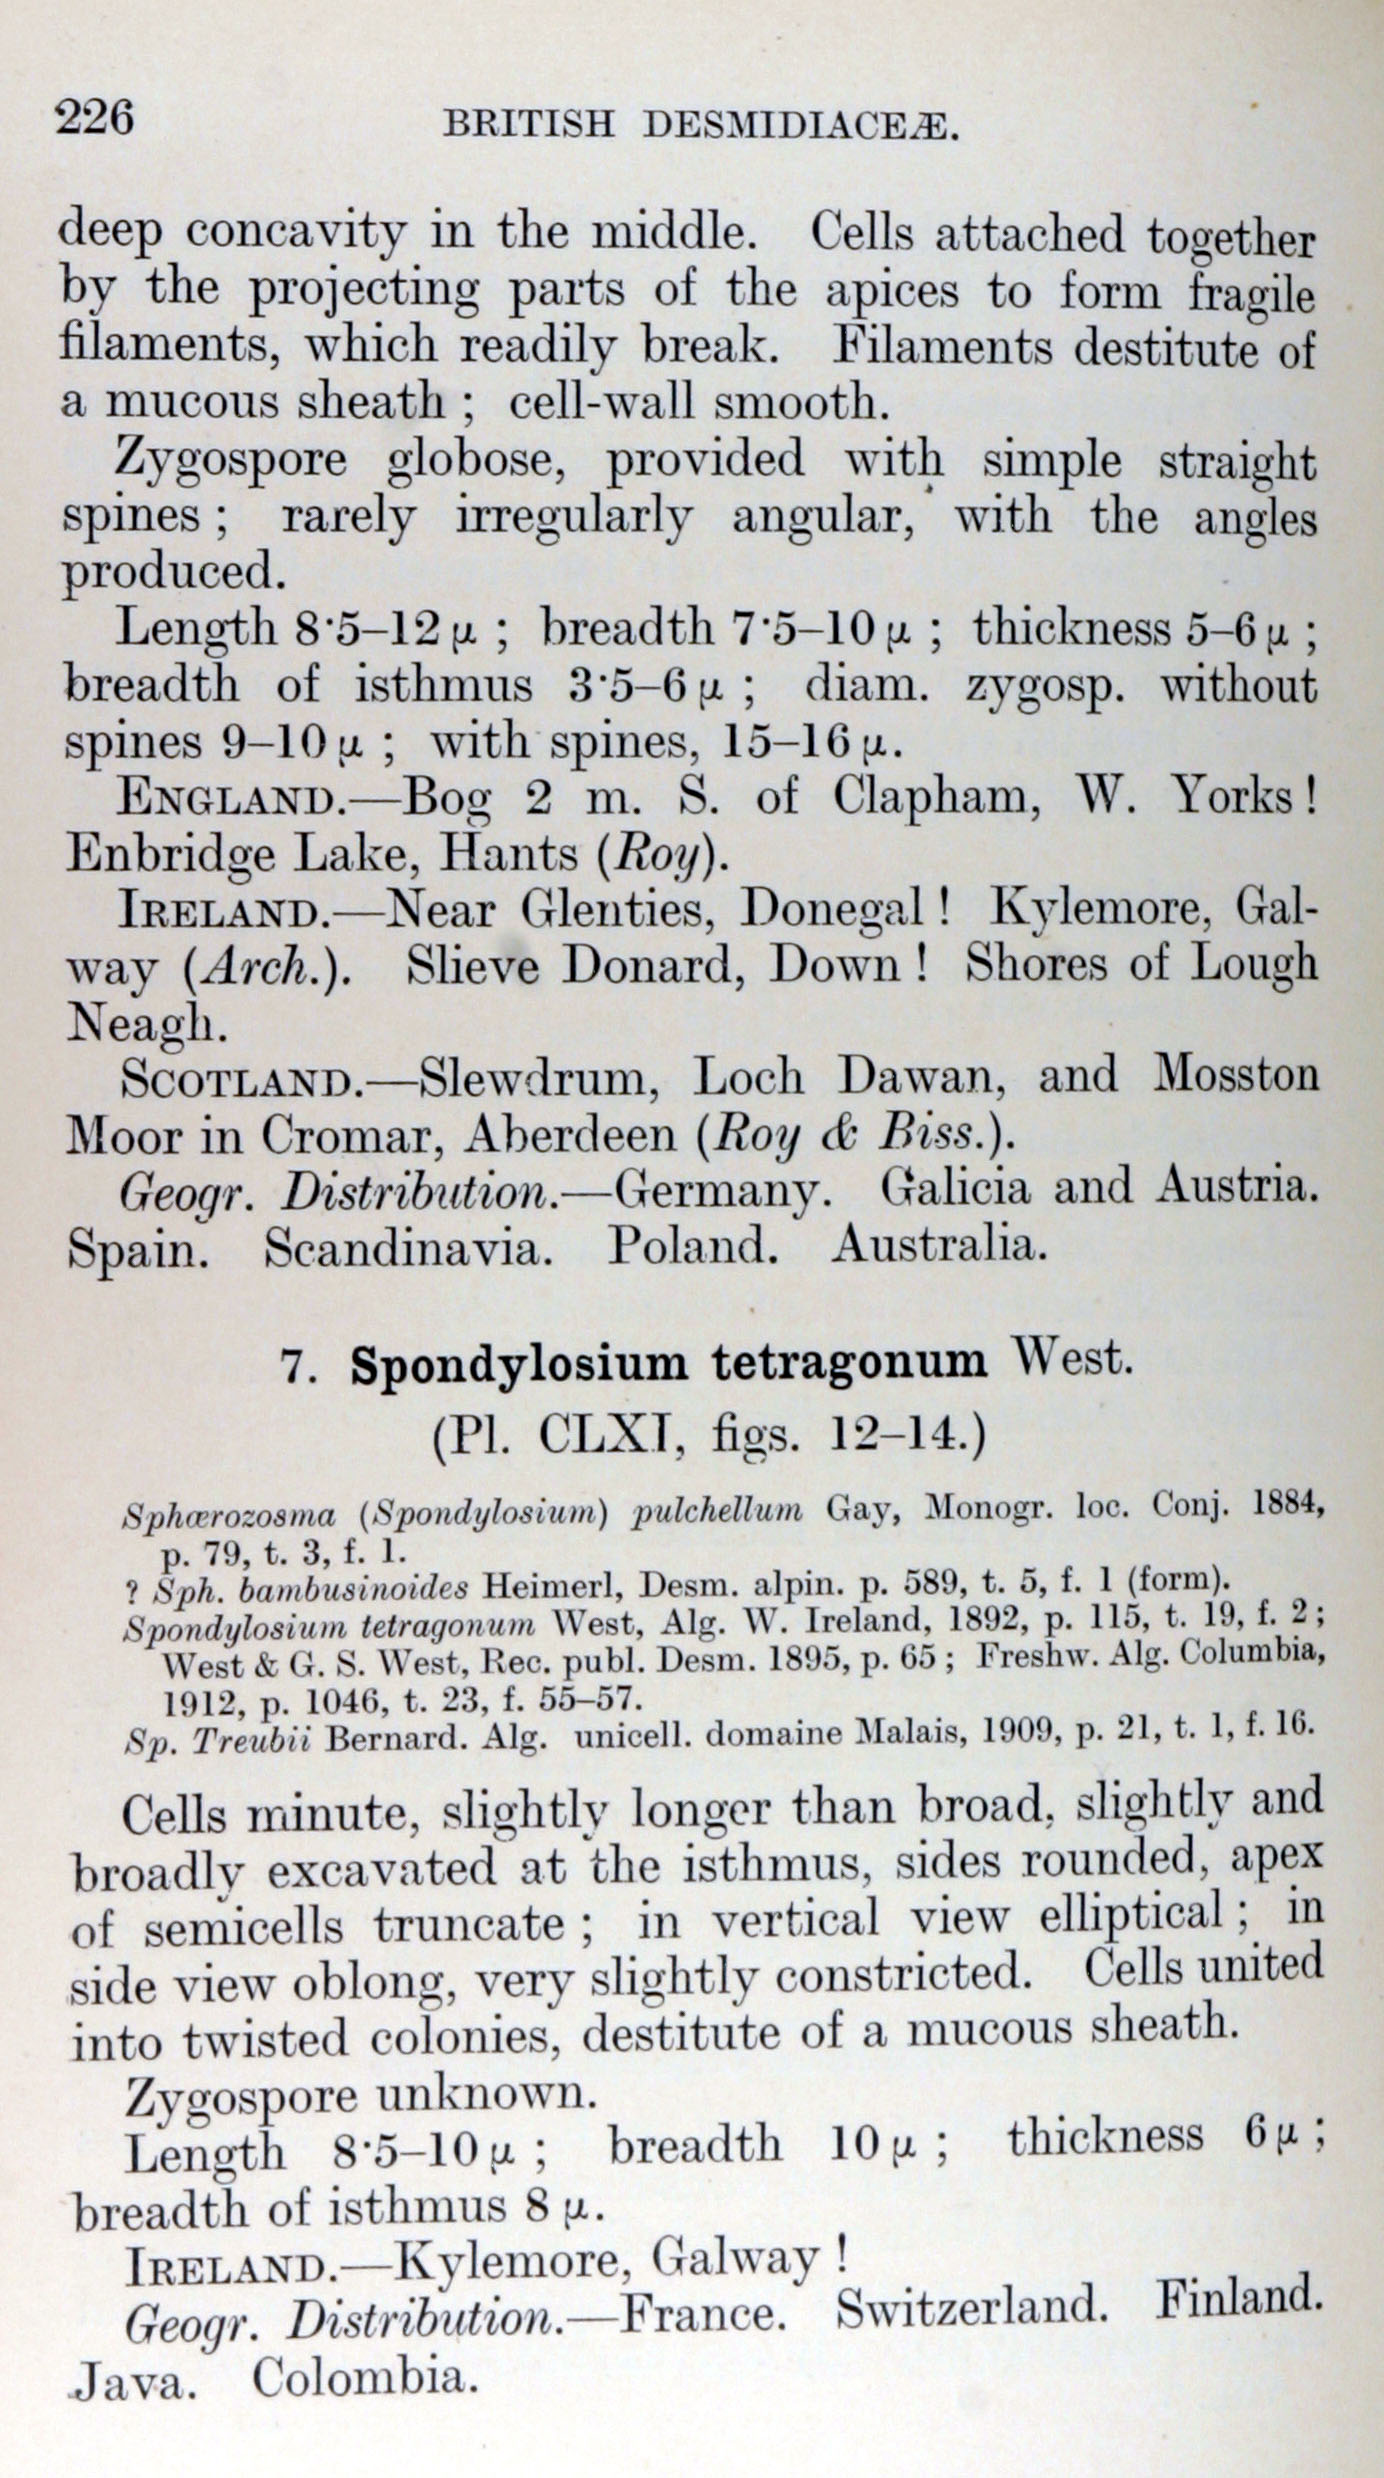 226 BRITISH DESMIDIACEÆ.
deep concavity in the middle. Cells attached together
by the projecting parts of the apices to form fragile
filaments, which readily break. Filaments destitute of
a mucous sheath ; cell-wall smooth.
Zygospore globose, provided with simple straight
spines ; rarely irregularly angular, with the angles
produced.
Length 8·5–12 μ ; breadth 7·5–10 μ ; thickness 5–6 μ ;
breadth of isthmus 3·5–6 μ ; diam. zygosp. without
spines 9–10 μ ; with spines, 15–16 μ.
ENGLAND.—Bog 2 m. S. of Clapham, W. Yorks !
Enbridge Lake, Hants (Roy).
IRELAND.—Near Glenties, Donegal ! Kylemore, Gal-
way (Arch.). Slieve Donard, Down ! Shores of Lough
Neagh.
SCOTLAND.—Slewdrum, Loch Dawan, and Mosston
Moor in Cromar, Aberdeen (Roy & Biss.).
Geogr. Distribution.—Germany. Galicia and Austria.
Spain. Scandinavia. Poland. Australia.
7. Spondylosium tetragonum West.
(Pl. CLXI, figs. 12–14.)
Sphærozosma (Spondylosium) pulchellum Gay, Monogr. loc. Conj. 1884,
p. 79, t. 3, f. 1.
? Sph. bambusinoides Heimerl, Desm. alpin. p. 589, t. 5, f. 1 (form).
Spondylosium tetragonum West, Alg. W. Ireland, 1892, p. 115, t. 19, f. 2 ;
West & G. S. West, Rec. publ. Desm. 1895, p. 65 ; Freshw. Alg. Columbia,
1912, p. 1046, t. 23, f. 55–57.
Sp. Treubii Bernard. Alg. unicell. domaine Malais, 1909, p. 21, t. 1, f. 16.
Cells minute, slightly longer than broad, slightly and
broadly excavated at the isthmus, sides rounded, apex
of semicells truncate ; in vertical view elliptical ; in
side view oblong, very slightly constricted. Cells united
into twisted colonies, destitute of a mucous sheath.
Zygospore unknown.
Length 8·5–10 μ ; breadth 10 μ ; thickness 6 μ ;
breadth of isthmus 8 μ.
IRELAND.—Kylemore, Galway !
Geogr. Distribution.—France. Switzerland. Finland.
Java. Colombia.